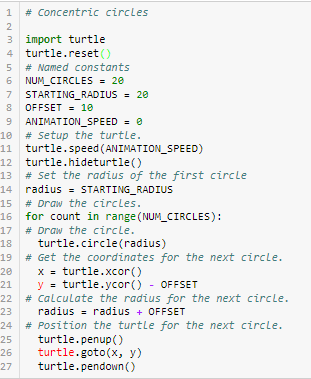 1 # Concentric circles
2
3 import turtle
4 turtle.reset()
5 # Named constants
6 NUM_CIRCLES = 20
7 STARTING_RADIUS = 20
8 OFFSET = 10
9 ANIMATION_SPEED = 0
10 # Setup the turtle.
11 turtle.speed(ANIMATION_SPEED)
12 turtle.hideturtle()
13 # Set the radius of the first circle
14 radius = STARTING_RADIUS
15 # Draw the circles.
16 for count in range(NUM_CIRCLES):
17 # Draw the circle.
18   turtle.circle(radius)
19 # Get the coordinates for the next circle.
20   x = turtle.xcor()
21   y = turtle.ycor() - OFFSET
22 # Calculate the radius for the next circle.
23   radius = radius + OFFSET
24 # Position the turtle for the next circle.
25   turtle.penup()
26   turtle.goto(x, y)
27   turtle.pendown()